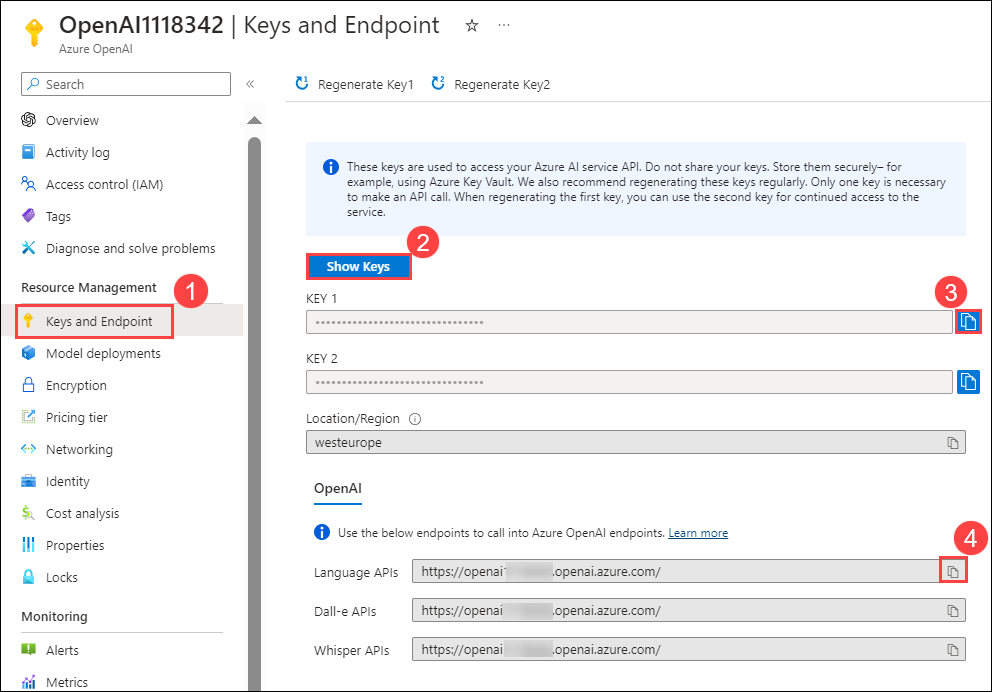 OpenAI1118342 | Keys and Endpoint
Azure OpenAI
Search
«
Regenerate Key1
Regenerate Key2
Overview
Activity log
Access control (IAM)
Tags
Diagnose and solve problems
Resource Management
1
Keys and Endpoint
Model deployments
Encryption
Pricing tier
Networking
Identity
Cost analysis
Properties
Locks
Monitoring
Alerts
Metrics
These keys are used to access your Azure AI service API. Do not share your keys. Store them securely– for
example, using Azure Key Vault. We also recommend regenerating these keys regularly. Only one key is necessary
to make an API call. When regenerating the first key, you can use the second key for continued access to the
service.
2
Show Keys
KEY 1
3
••••••••••••••••••••••••••••••••
KEY 2
••••••••••••••••••••••••••••••••
Location/Region
westeurope
OpenAI
Use the below endpoints to call into Azure OpenAI endpoints. Learn more
4
Language APIs https://openai .openai.azure.com/
Dall-e APIs https://openai .openai.azure.com/
Whisper APIs https://openai .openai.azure.com/